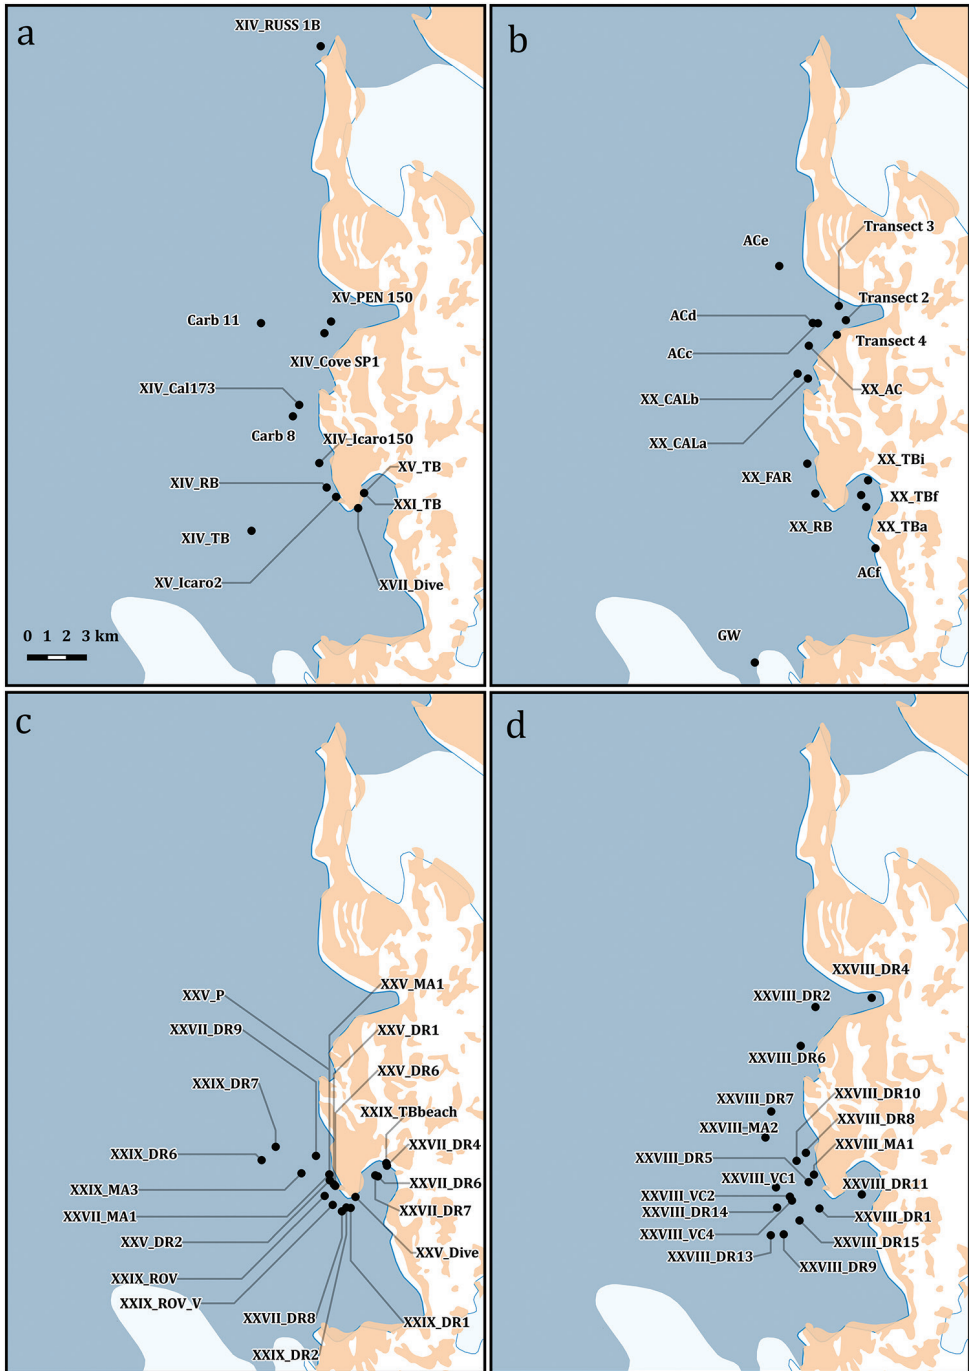 a
XIV_RUSS 1B
XV_PEN 150
Carb 11
XIV_Cove SP1
XIV_Cal173
Carb 8
XIV_Icaro150
XV_TB
XIV_RB
XXI_TB
XIV_TB
XV_Icaro2
XVII_Dive
0 1 2 3 km
b
Transect 3
ACe
Transect 2
ACd
Transect 4
ACc
XX_AC
XX_CALb
XX_CALa
XX_TBi
XX_FAR
XX_TBf
XX_RB
XX_TBa
ACf
GW
c
XXV_MA1
XXV_P
XXVII_DR9
XXV_DR1
XXV_DR6
XXIX_DR7
XXIX_TBbeach
XXVII_DR4
XXIX_DR6
XXVII_DR6
XXIX_MA3
XXVII_DR7
XXVII_MA1
XXV_DR2
XXV_Dive
XXIX_ROV
XXIX_ROV_V
XXVII_DR8
XXIX_DR1
XXIX_DR2
d
XXVIII_DR4
XXVIII_DR2
XXVIII_DR6
XXVIII_DR10
XXVIII_DR7
XXVIII_DR8
XXVIII_MA2
XXVIII_MA1
XXVIII_DR5
XXVIII_VC1
XXVIII_DR11
XXVIII_VC2
XXVIII_DR14
XXVIII_DR1
XXVIII_VC4
XXVIII_DR15
XXVIII_DR13
XXVIII_DR9